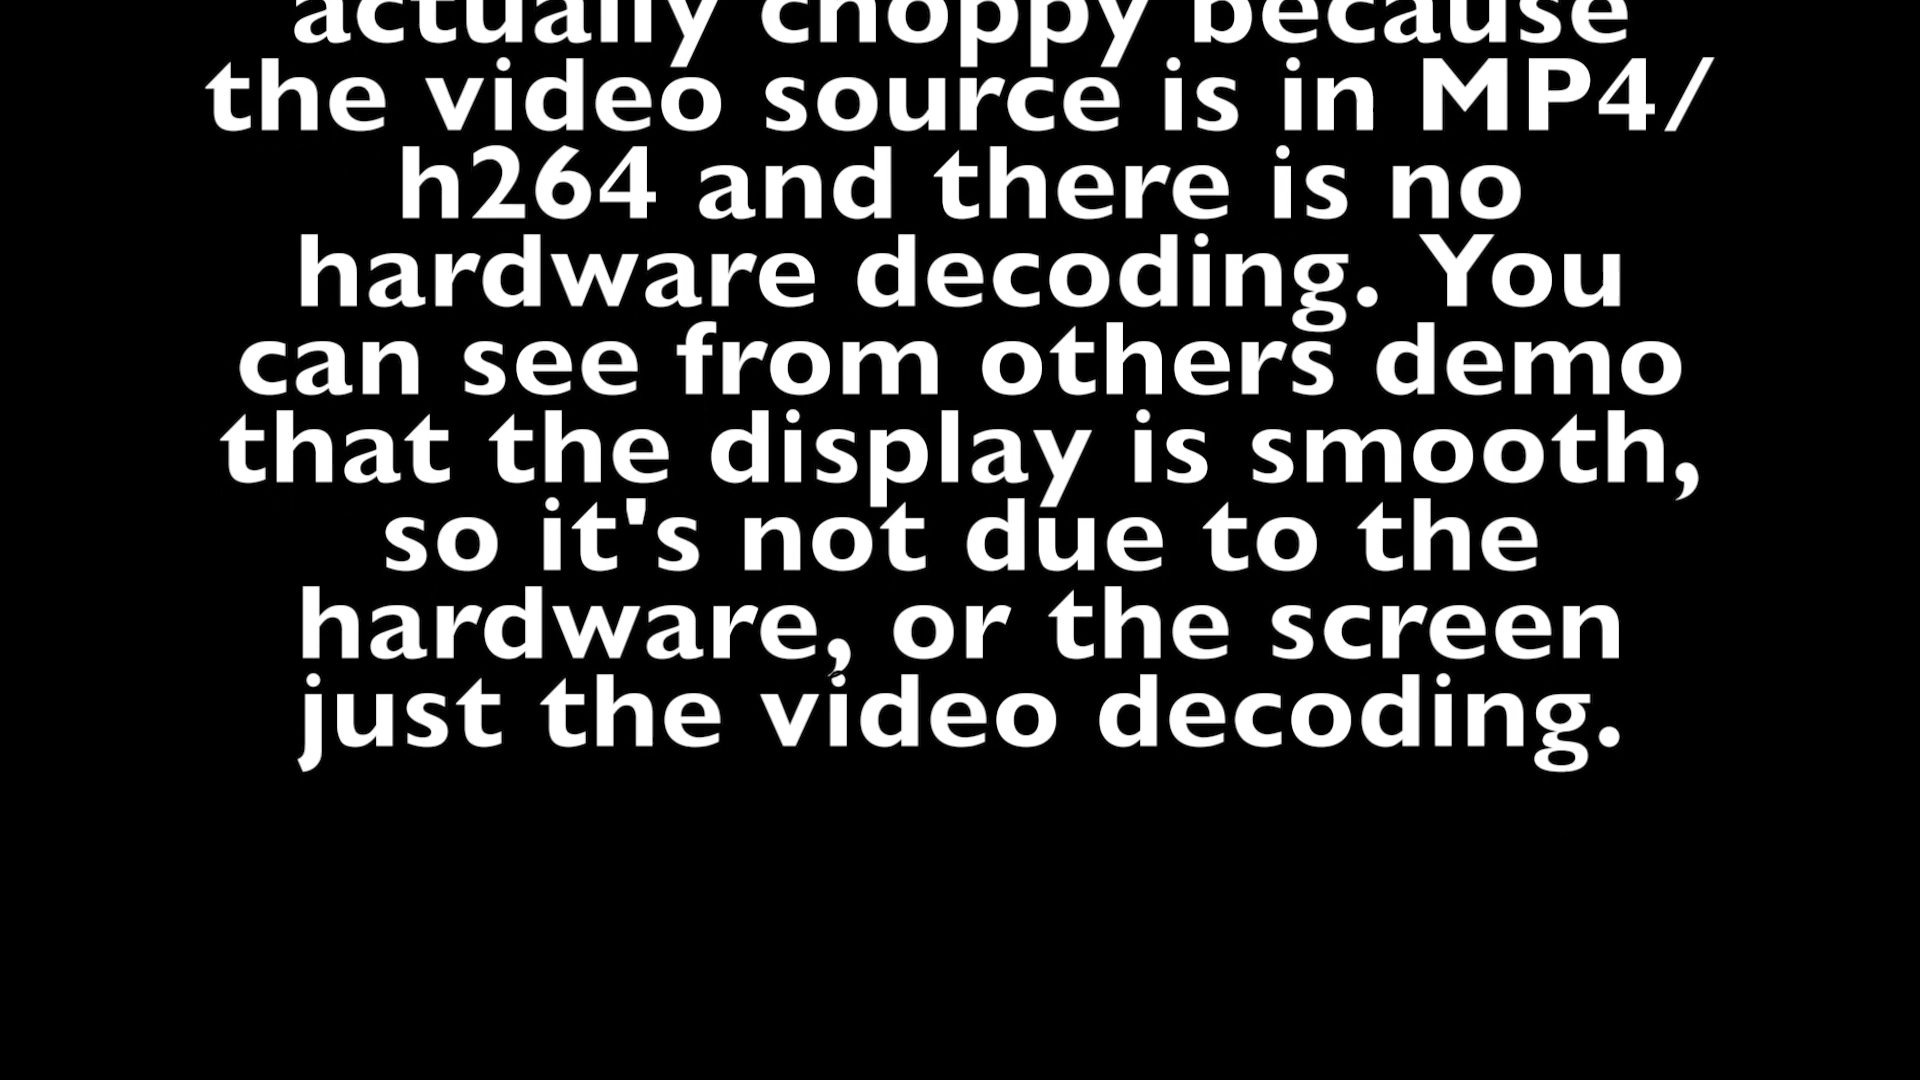 actually choppy because
the video source is in MP4/
h264 and there is no
hardware decoding. You
can see from others demo
that the display is smooth,
so it's not due to the
hardware, or the screen
just the video decoding.